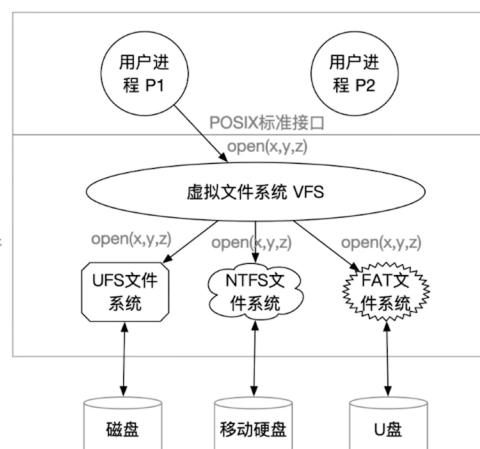 用户进
程 P1
用户进
程 P2
POSIX标准接口
open(x,y,z)
虚拟文件系统 VFS
open(x,y,z)
open(x,y,z)
open(x,y,z)
UFS文件
系统
NTFS文
件系统
FAT文
件系统
磁盘
移动硬盘
U盘